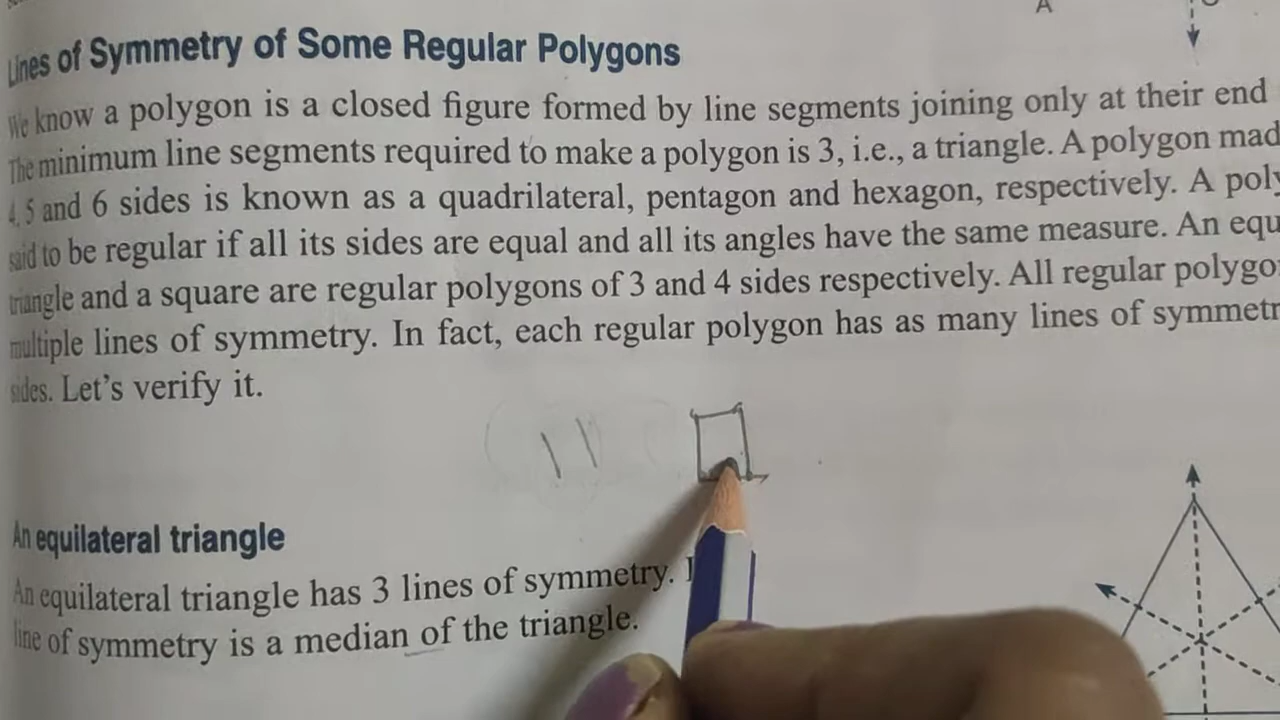 A
Lines of Symmetry of Some Regular Polygons
We know a polygon is a closed figure formed by line segments joining only at their end
The minimum line segments required to make a polygon is 3, i.e., a triangle. A polygon mad
4, 5 and 6 sides is known as a quadrilateral, pentagon and hexagon, respectively. A poly
said to be regular if all its sides are equal and all its angles have the same measure. An equ
triangle and a square are regular polygons of 3 and 4 sides respectively. All regular polygo
multiple lines of symmetry. In fact, each regular polygon has as many lines of symmetr
sides. Let's verify it.
An equilateral triangle
An equilateral triangle has 3 lines of symmetry.
line of symmetry is a median of the triangle.